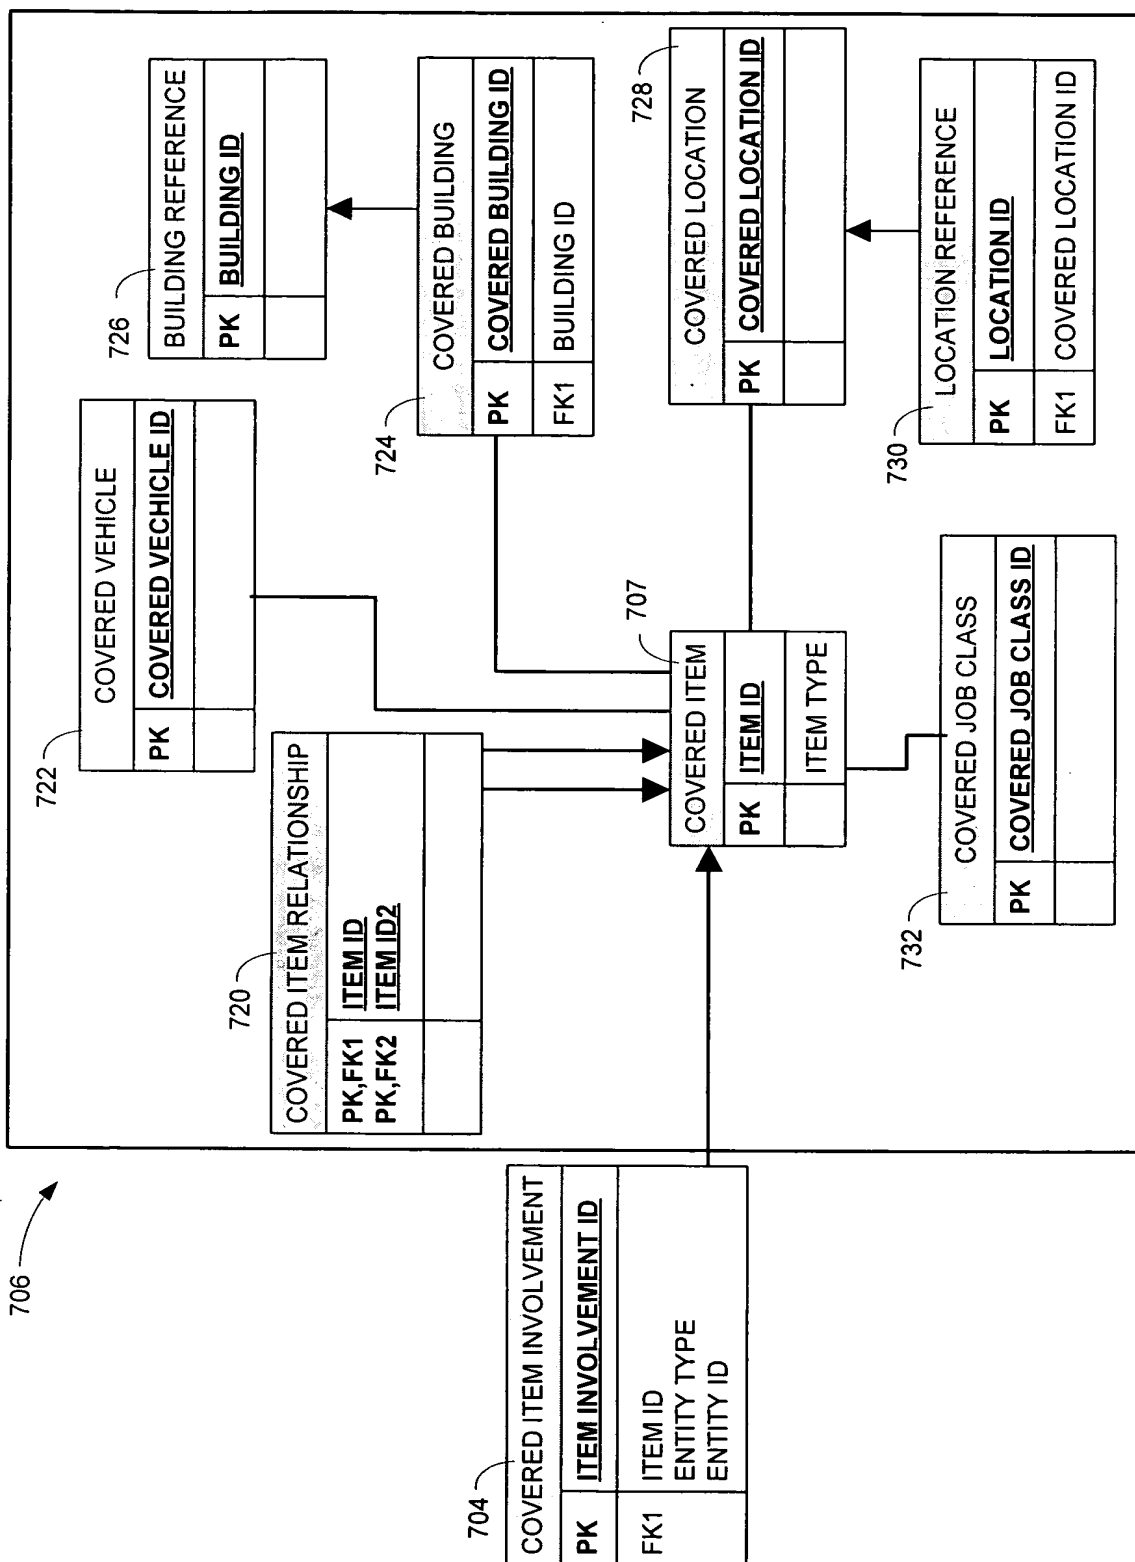 706
704
COVERED ITEM INVOLVEMENT
PK ITEM INVOLVEMENT ID
FK1 ITEM ID
ENTITY TYPE
ENTITY ID
720
COVERED ITEM RELATIONSHIP
PK,FK1 ITEM ID
PK,FK2 ITEM ID2
722
COVERED VEHICLE
PK COVERED VECHICLE ID
726
BUILDING REFERENCE
PK BUILDING ID
724
COVERED BUILDING
PK COVERED BUILDING ID
FK1 BUILDING ID
707
COVERED ITEM
PK ITEM ID
ITEM TYPE
728
COVERED LOCATION
PK COVERED LOCATION ID
730
LOCATION REFERENCE
PK LOCATION ID
FK1 COVERED LOCATION ID
732
COVERED JOB CLASS
PK COVERED JOB CLASS ID